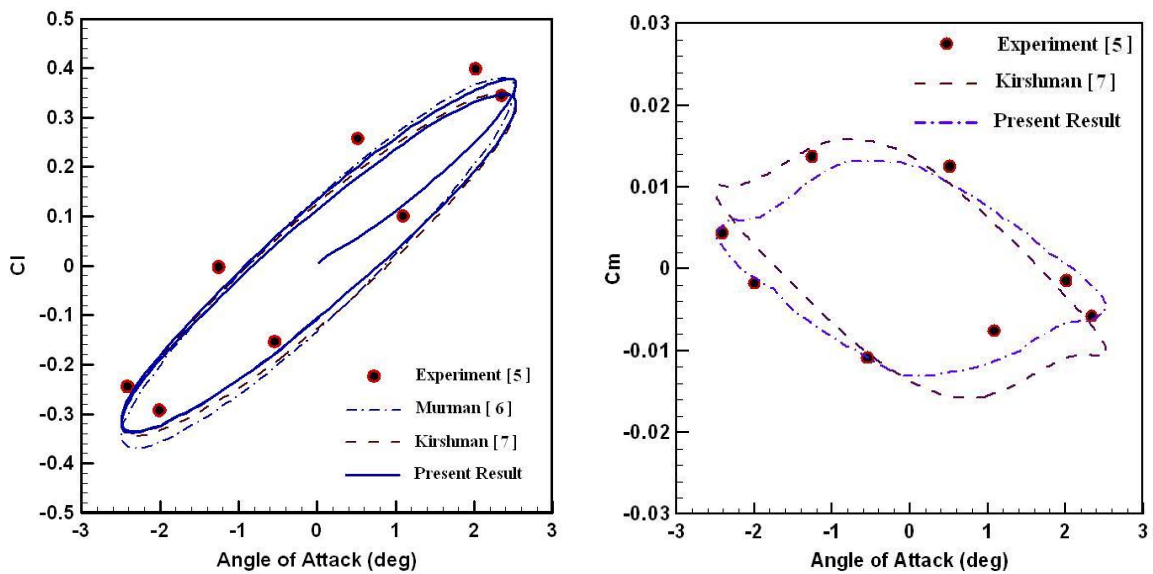 0.5
0.4
0.3
0.2
0.1
0
-0.1
-0.2
-0.3
-0.4
-0.5
Cl
-3
-2
-1
0
1
2
3
Angle of Attack (deg)
Experiment [5]
Murman [6]
Kirshman [7]
Present Result
0.03
0.02
0.01
0
-0.01
-0.02
-0.03
Cm
-3
-2
-1
0
1
2
3
Angle of Attack (deg)
Experiment [5]
Kirshman [7]
Present Result